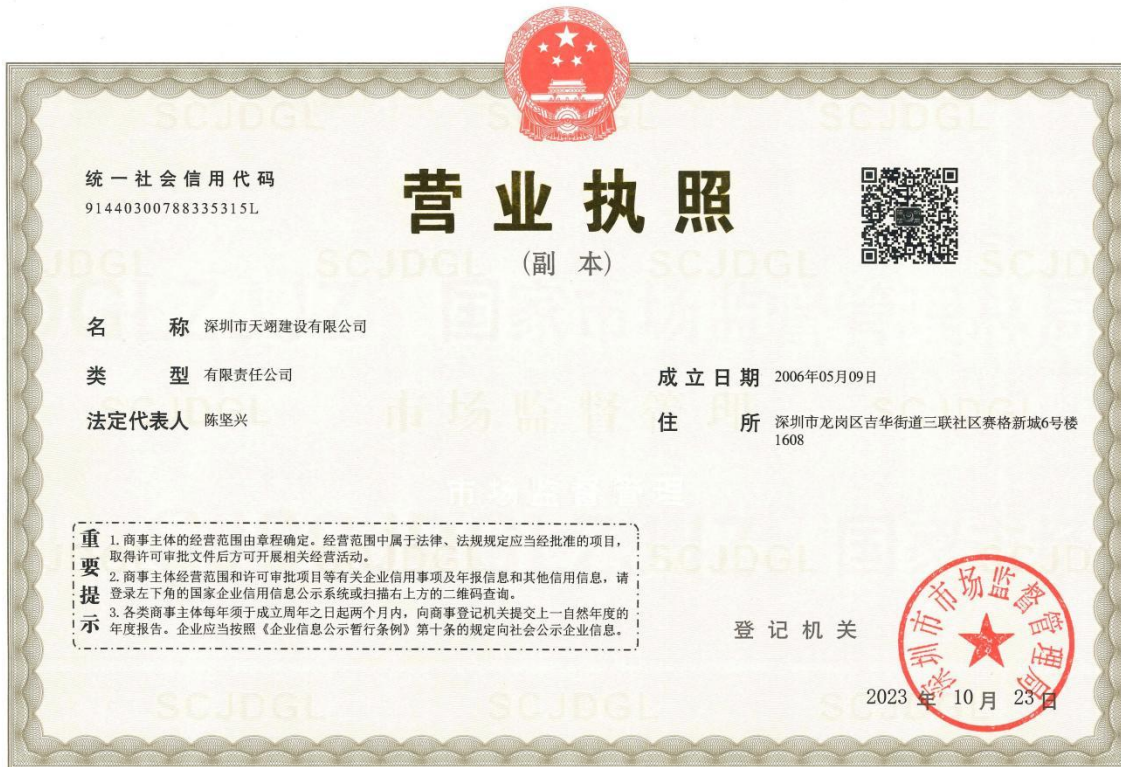 统一社会信用代码
91440300788335315L
营业执照
(副 本)
名 称 深圳市天翊建设有限公司
类 型 有限责任公司
法定代表人 陈坚兴
成立日期 2006年05月09日
住 所 深圳市龙岗区吉华街道三联社区赛格新城6号楼
1608
重要提示
1. 商事主体的经营范围由章程确定。经营范围中属于法律、法规规定应当经批准的项目，
取得许可审批文件后方可开展相关经营活动。
2. 商事主体经营范围和许可审批项目等有关企业信用事项及年报信息和其他信用信息，请
登录左下角的国家企业信用信息公示系统或扫描右上方的二维码查询。
3. 各类商事主体每年须于成立周年之日起两个月内，向商事登记机关提交上一自然年度的
年度报告。企业应当按照《企业信息公示暂行条例》第十条的规定向社会公示企业信息。
登记机关
深圳市市场监督管理局
2023 年 10 月 23 日
SCJDGL
市场监督管理